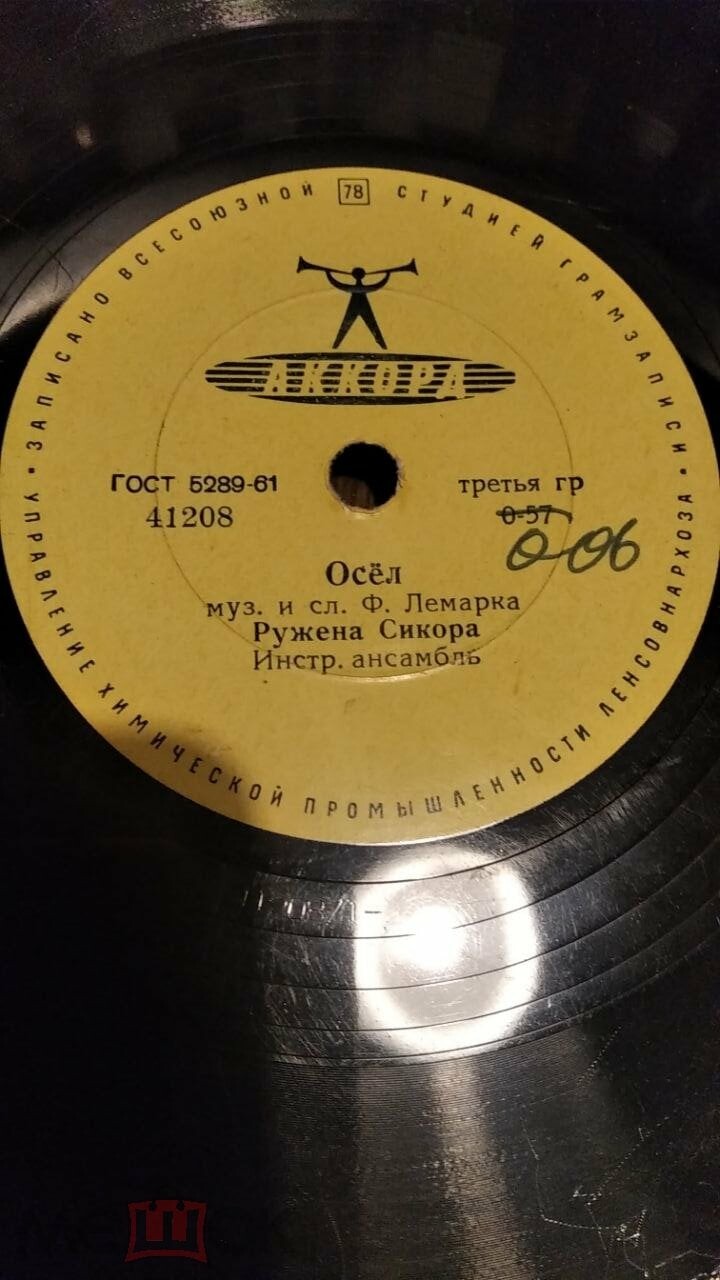 • ЗАПИСАНО ВСЕСОЮЗНОЙ 78 СТУДИЕЙ ГРАМЗАПИСИ •
АККОРД
ГОСТ 5289-61
41208
третья гр
0-57
0-06
Осёл
муз. и сл. Ф. Лемарка
Ружена Сикора
Инстр. ансамбль
УПРАВЛЕНИЕ ХИМИЧЕСКОЙ ПРОМЫШЛЕННОСТИ ЛЕНСОВНАРХОЗА